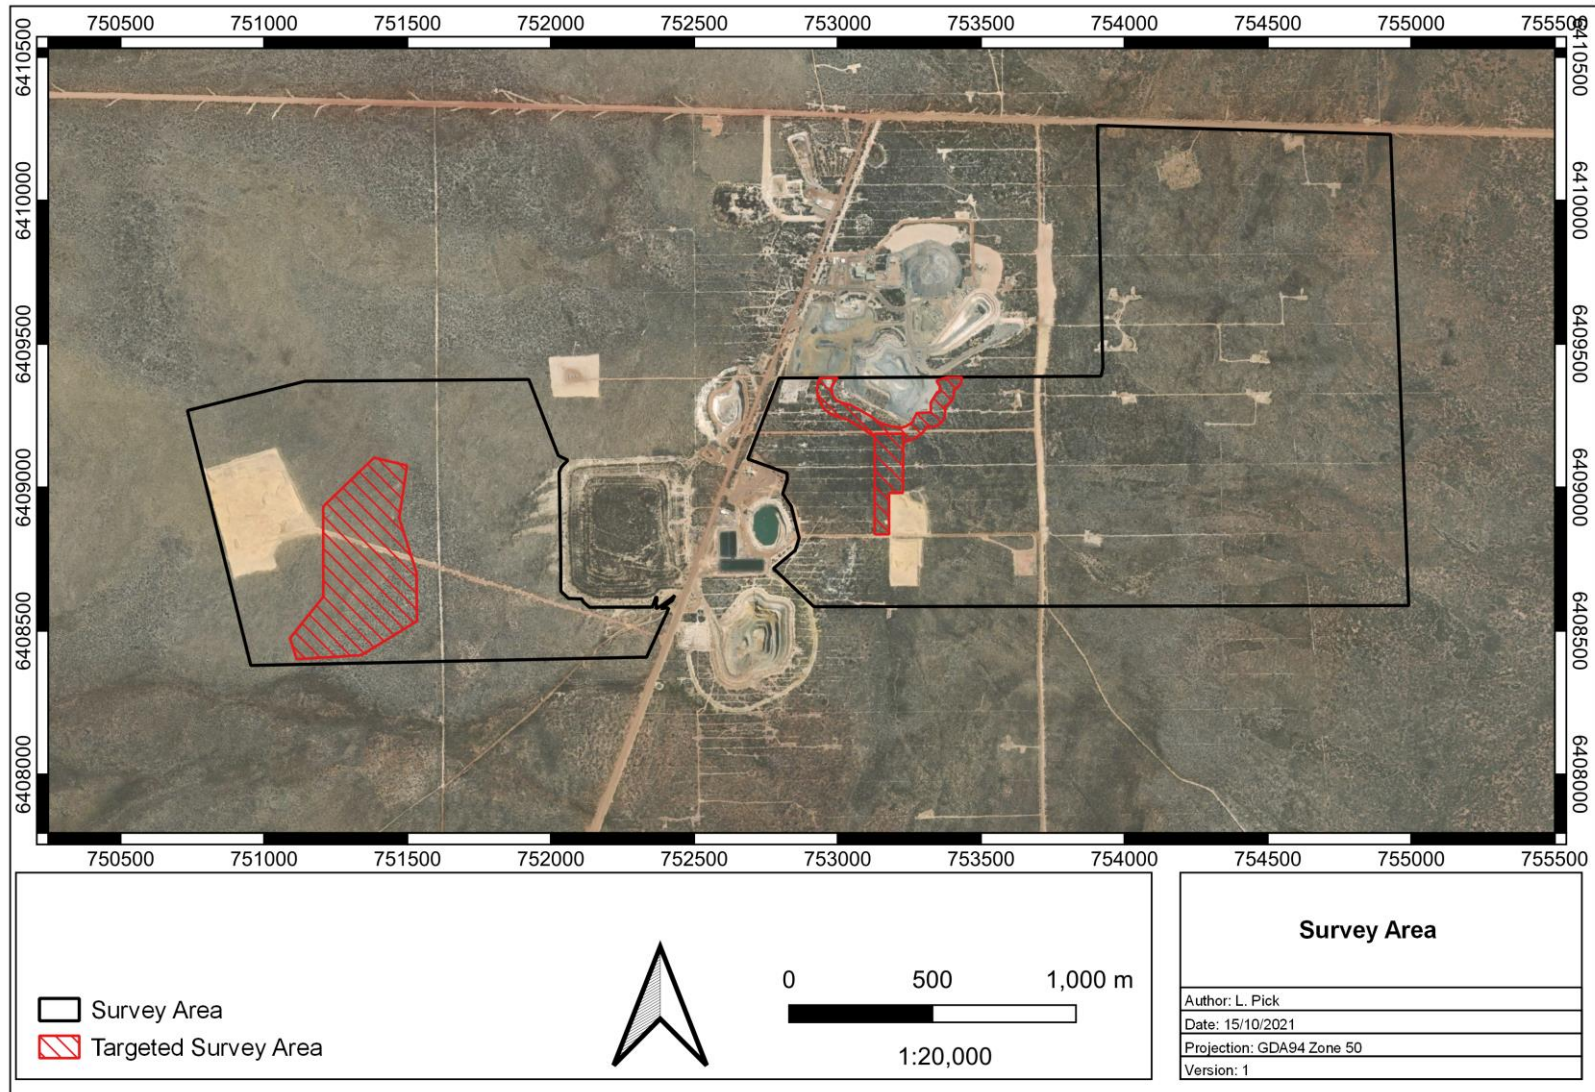 750500 751000 751500 752000 752500 753000 753500 754000 754500 755000 755500
6410500 6410500
6410000 6410000
6409500 6409500
6409000 6409000
6408500 6408500
6408000 6408000
750500 751000 751500 752000 752500 753000 753500 754000 754500 755000 755500
Survey Area
Targeted Survey Area
0 500 1,000 m
1:20,000
Survey Area
Author: L. Pick
Date: 15/10/2021
Projection: GDA94 Zone 50
Version: 1